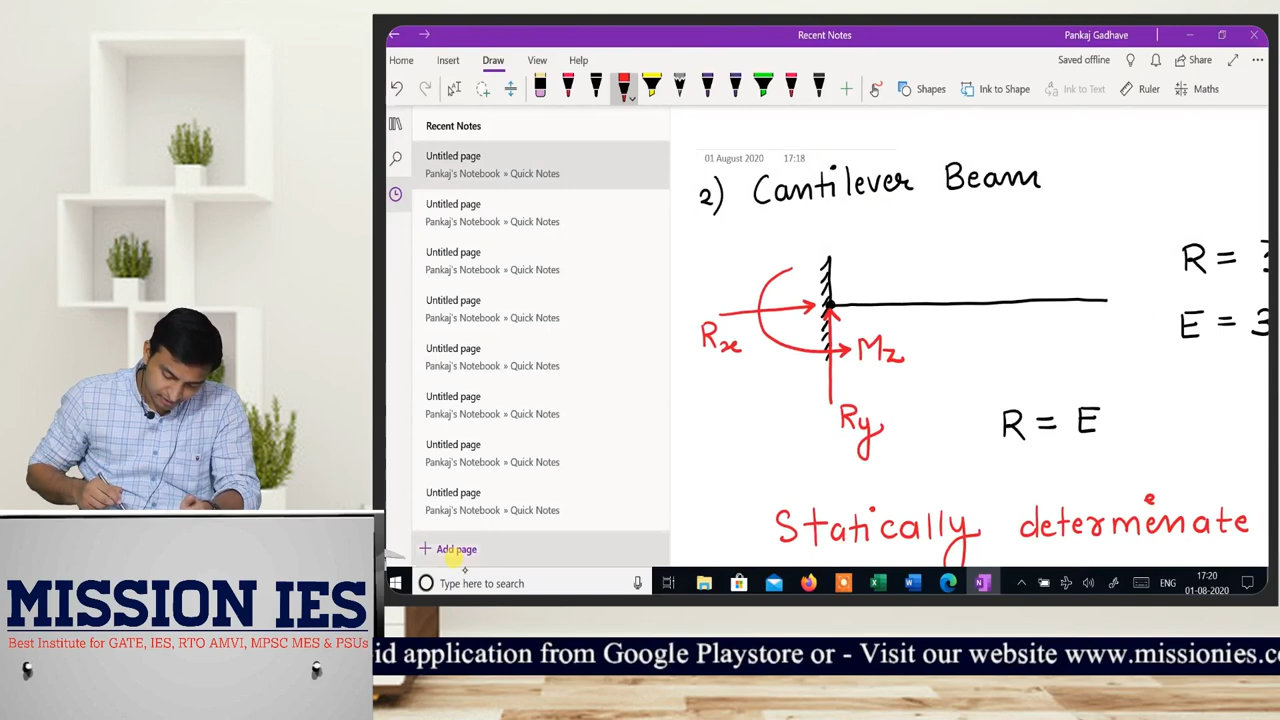 Recent Notes
Pankaj Gadhave
Home
Insert
Draw
View
Help
Saved offline
Share
Shapes
Ink to Shape
Ink to Text
Ruler
Maths
Recent Notes
Untitled page
Pankaj's Notebook » Quick Notes
Untitled page
Pankaj's Notebook » Quick Notes
Untitled page
Pankaj's Notebook » Quick Notes
Untitled page
Pankaj's Notebook » Quick Notes
Untitled page
Pankaj's Notebook » Quick Notes
Untitled page
Pankaj's Notebook » Quick Notes
Untitled page
Pankaj's Notebook » Quick Notes
Untitled page
Pankaj's Notebook » Quick Notes
Add page
01 August 2020 17:18
2) Cantilever Beam
R = 3
E = 3
Rx
Mz
Ry
R = E
Statically determenate
e
Type here to search
ENG
17:20
01-08-2020
MISSION IES
Best Institute for GATE, IES, RTO AMVI, MPSC MES & PSUs
id application from Google Playstore or - Visit our website www.missionies.c